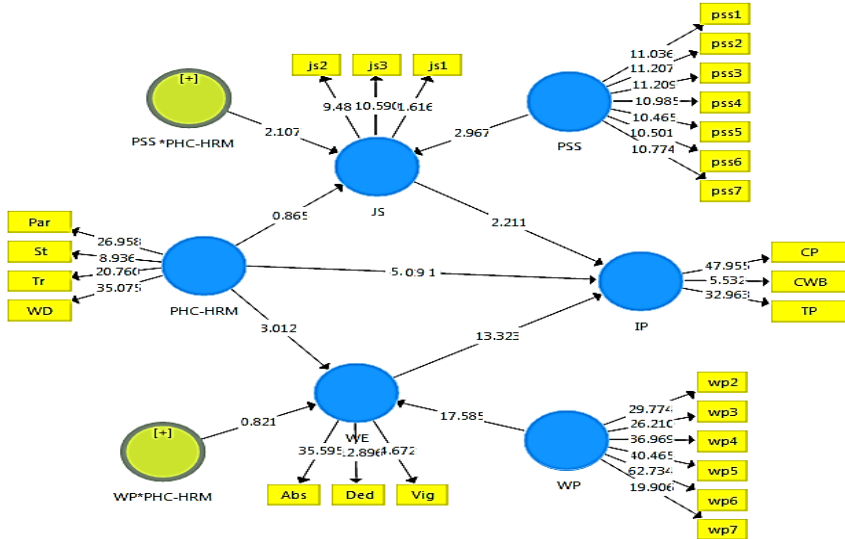 pss1
js2
js3
js1
pss2
[+]
11.036
11.207
pss3
11.209
9.48
10.590
1.616
10.985
pss4
2.107
10.465
pss5
PSS *PHC-HRM
2.967
PSS
10.501
pss6
10.774
pss7
JS
Par
0.865
2.211
26.958
St
8.936
CP
47.955
Tr
20.760
5.091
5.532
CWB
WD
35.075
32.963
TP
PHC-HRM
IP
3.012
13.323
wp2
29.774
wp3
[+]
0.821
17.585
26.210
WE
36.969
wp4
35.595
2.896
4.672
40.465
wp5
WP*PHC-HRM
Abs
Ded
Vig
WP
62.734
wp6
19.906
wp7